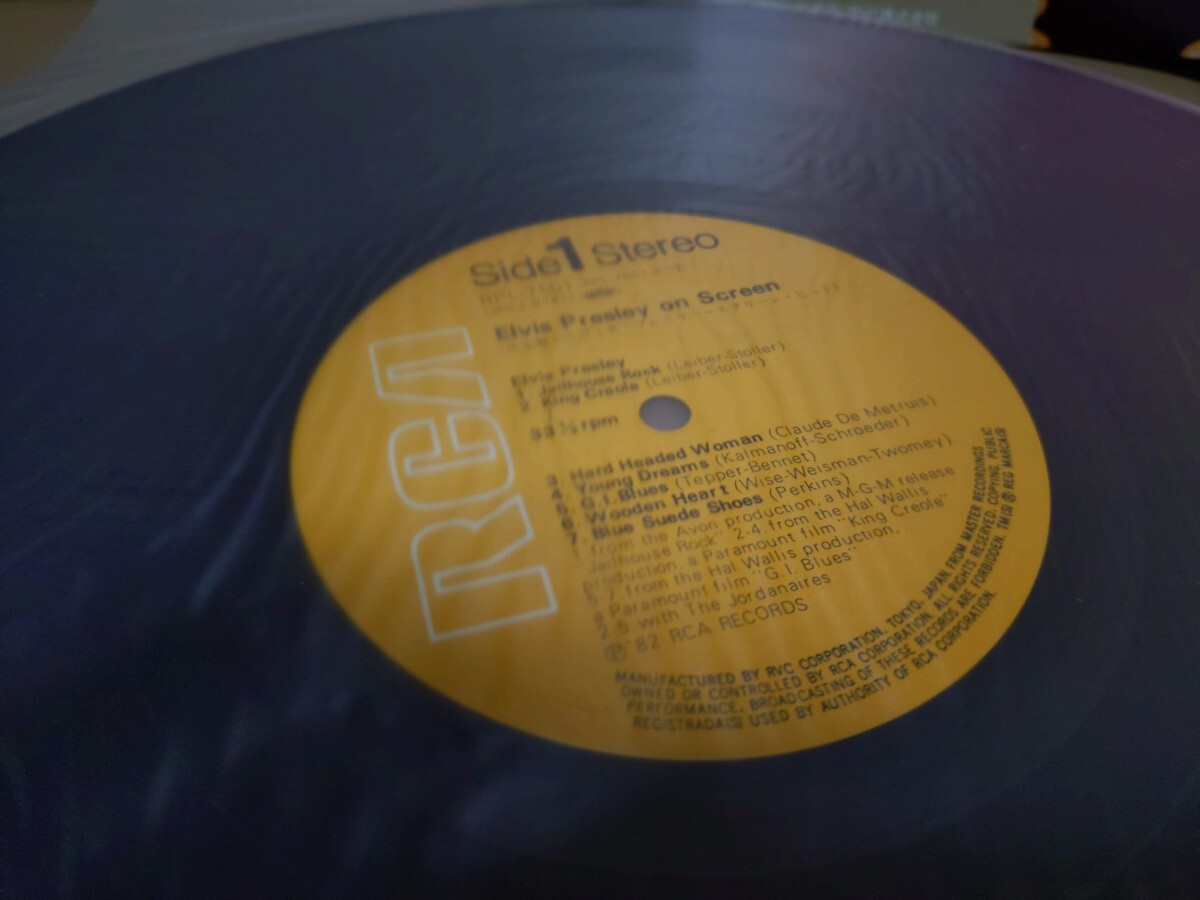 RCA
Side 1 Stereo
Elvis Presley on Screen
Elvis Presley
1. Jailhouse Rock (Leiber-Stoller)
2. King Creole (Leiber-Stoller)
33⅓ rpm
3. Hard Headed Woman (Claude De Metruis)
4. Young Dreams (Kalmanoff-Schroeder)
5. G.I. Blues (Tepper-Bennet)
6. Wooden Heart (Wise-Weisman-Twomey)
7. Blue Suede Shoes (Perkins)
1 from the Avon production, a M-G-M release
"Jailhouse Rock" 2-4 from the Hal Wallis
production, a Paramount film "King Creole"
5-7 from the Hal Wallis production,
a Paramount film "G.I. Blues"
2-5 with The Jordanaires
Ⓟ '82 RCA RECORDS
MANUFACTURED BY RVC CORPORATION, TOKYO, JAPAN, FROM MASTER RECORDINGS
OWNED OR CONTROLLED BY RCA CORPORATION. ALL RIGHTS RESERVED. COPYING, PUBLIC
PERFORMANCE, BROADCASTING OF THESE RECORDS ARE FORBIDDEN. TM(S) ® REG MARCA(S)
REGISTRADA(S) USED BY AUTHORITY OF RCA CORPORATION.